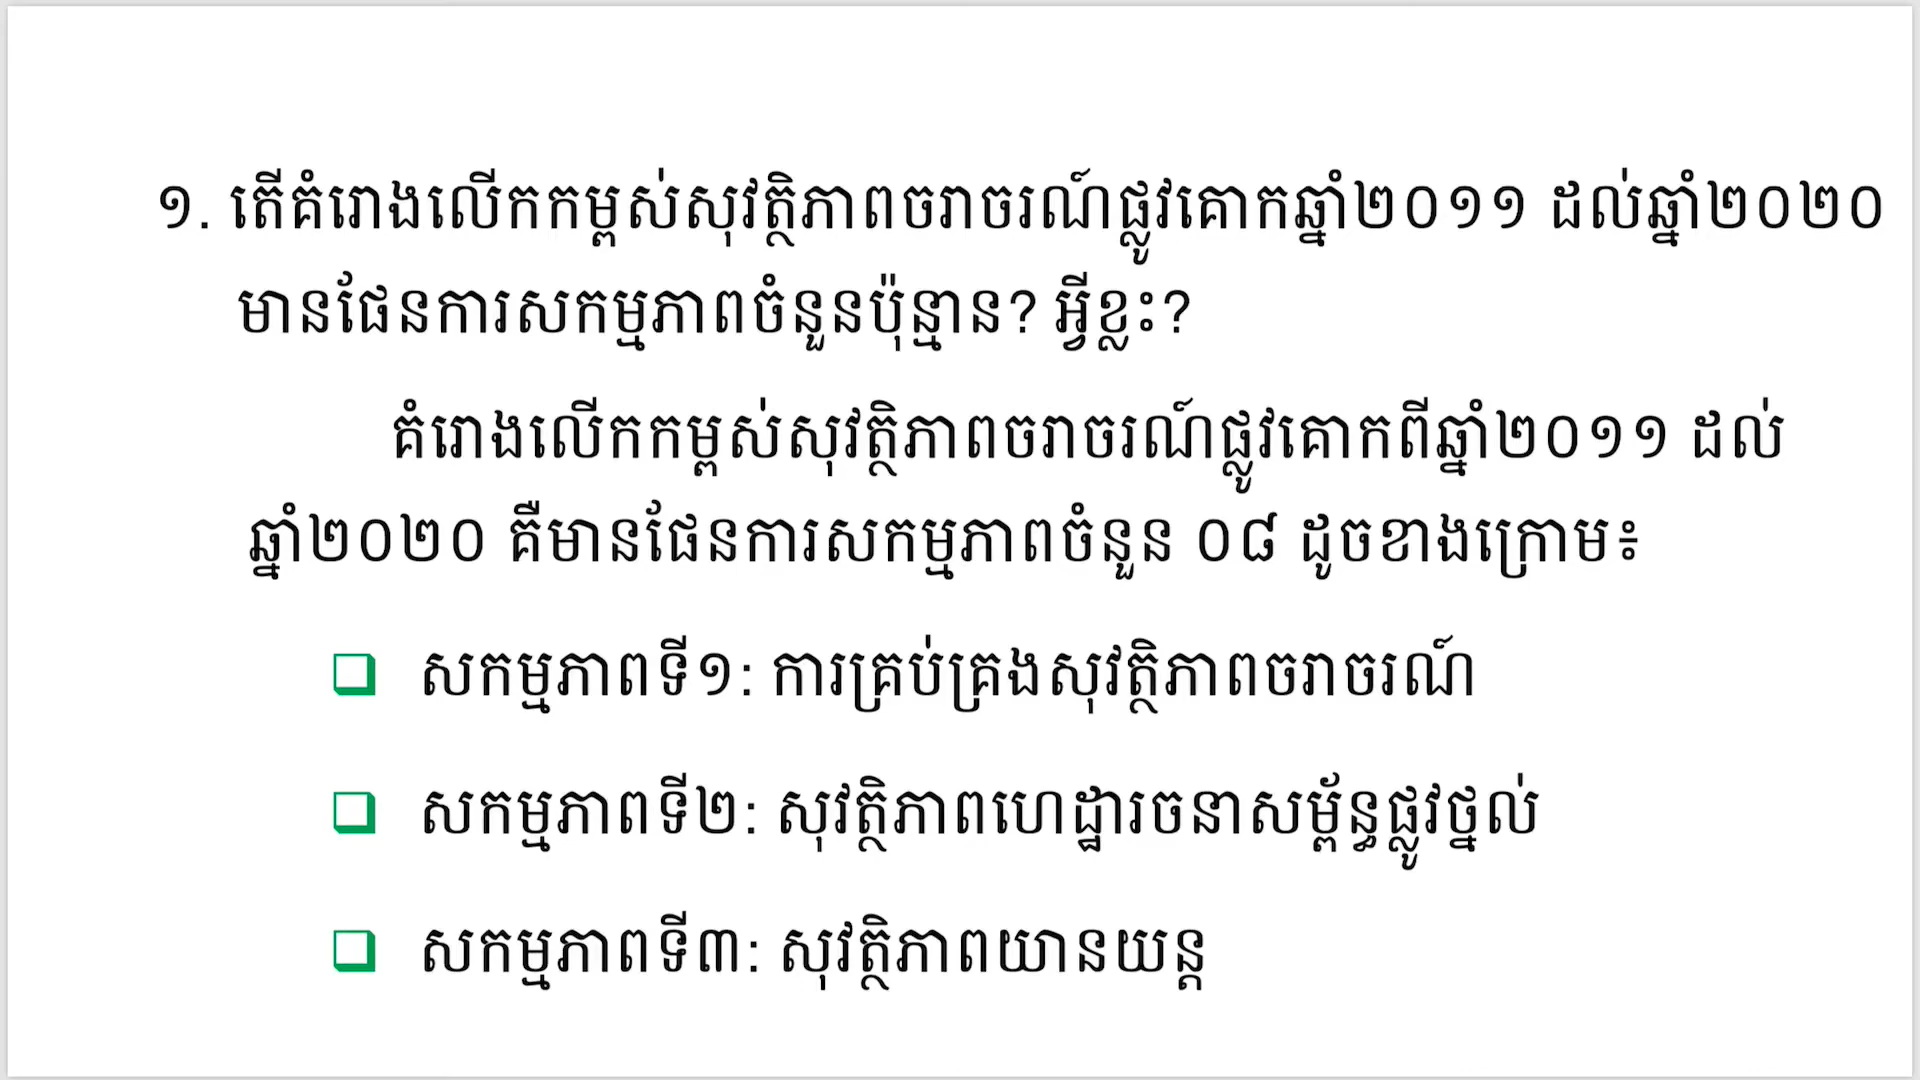 ១. តើគំរោងលើកកម្ពស់សុវត្ថិភាពចរាចរណ៍ផ្លូវគោកឆ្នាំ២០១១ ដល់ឆ្នាំ២០២០
មានផែនការសកម្មភាពចំនួនប៉ុន្មាន? អ្វីខ្លះ?
គំរោងលើកកម្ពស់សុវត្ថិភាពចរាចរណ៍ផ្លូវគោកពីឆ្នាំ២០១១ ដល់
ឆ្នាំ២០២០ គឺមានផែនការសកម្មភាពចំនួន ០៨ ដូចខាងក្រោម៖
❑ សកម្មភាពទី១: ការគ្រប់គ្រងសុវត្ថិភាពចរាចរណ៍
❑ សកម្មភាពទី២: សុវត្ថិភាពហេដ្ឋារចនាសម្ព័ន្ធផ្លូវថ្នល់
❑ សកម្មភាពទី៣: សុវត្ថិភាពយានយន្ត